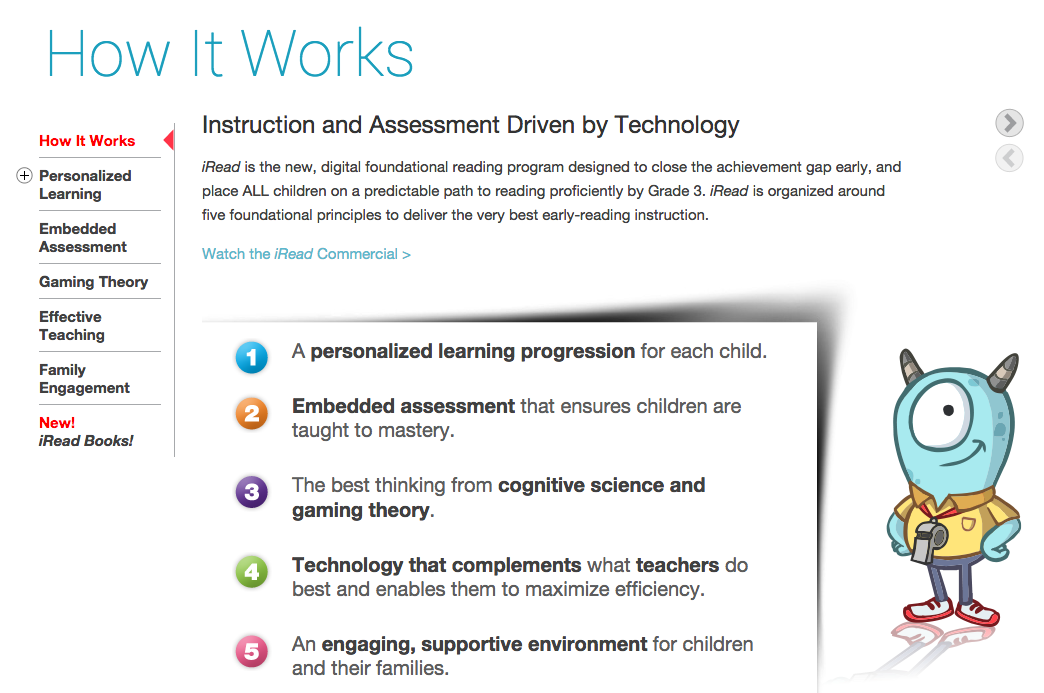 How It Works
How It Works
Personalized
Learning
Embedded
Assessment
Gaming Theory
Effective
Teaching
Family
Engagement
New!
iRead Books!
Instruction and Assessment Driven by Technology
iRead is the new, digital foundational reading program designed to close the achievement gap early, and
place ALL children on a predictable path to reading proficiently by Grade 3. iRead is organized around
five foundational principles to deliver the very best early-reading instruction.
Watch the iRead Commercial >
1 A personalized learning progression for each child.
2 Embedded assessment that ensures children are
taught to mastery.
3 The best thinking from cognitive science and
gaming theory.
4 Technology that complements what teachers do
best and enables them to maximize efficiency.
5 An engaging, supportive environment for children
and their families.